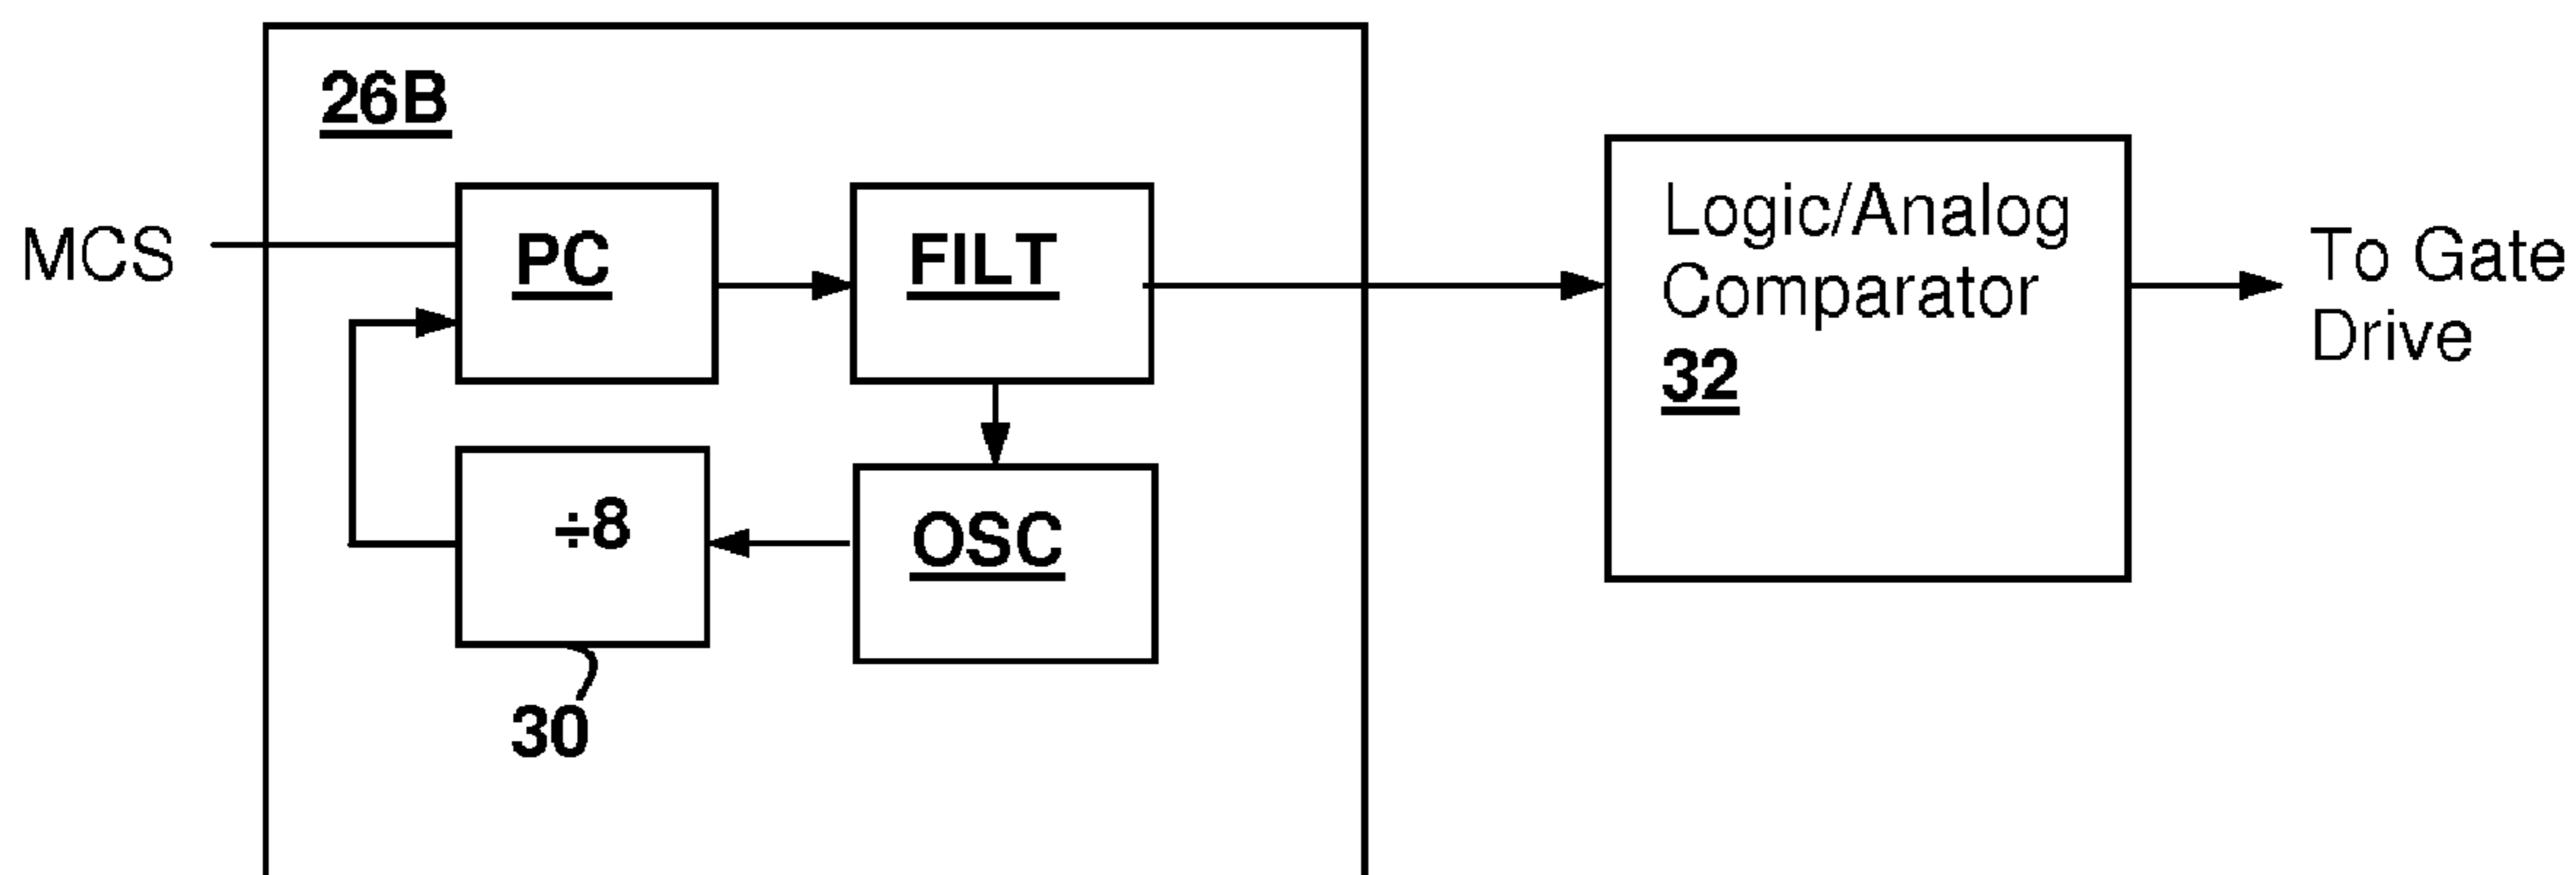 26B
MCS
PC
FILT
Logic/Analog
Comparator
32
To Gate
Drive
÷8
OSC
30